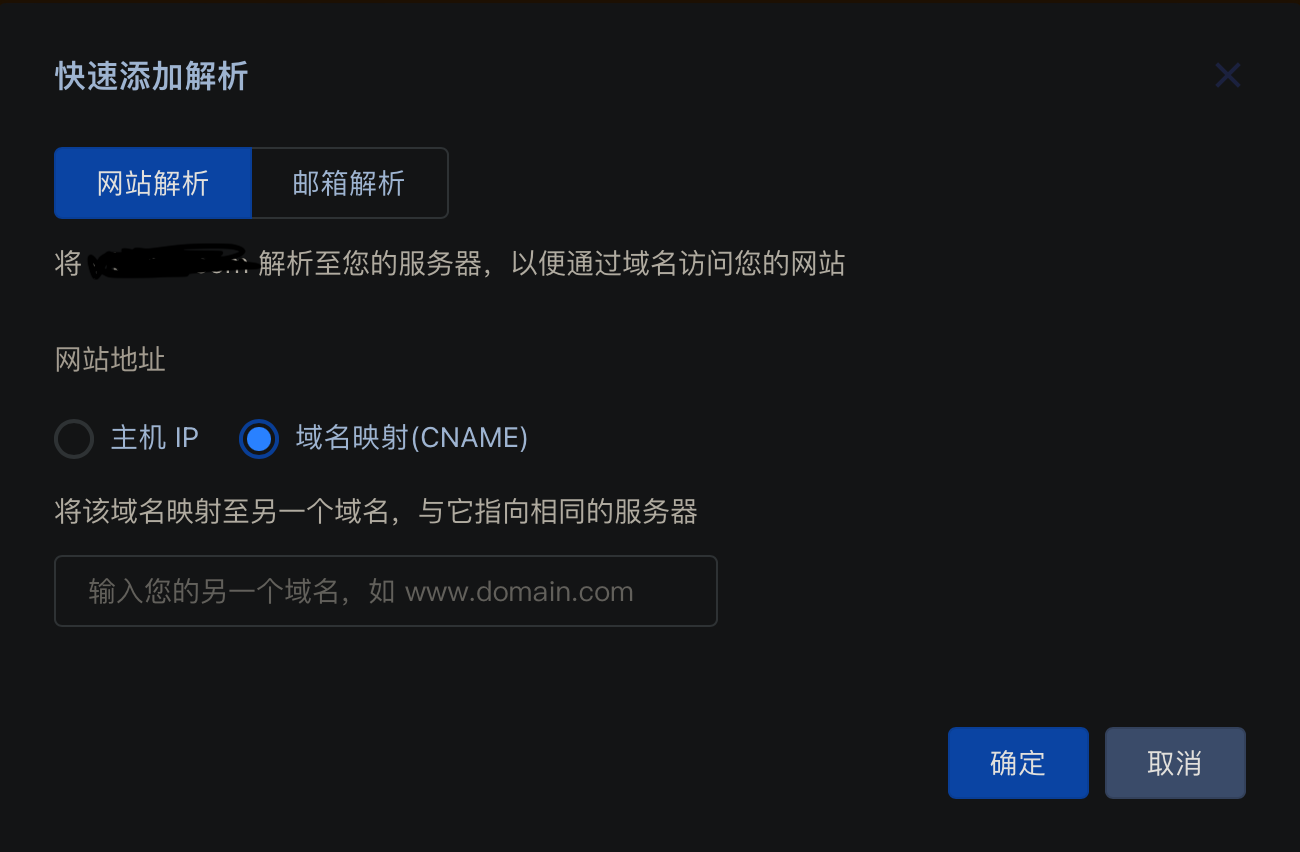 快速添加解析
网站解析 邮箱解析
将 解析至您的服务器，以便通过域名访问您的网站
网站地址
主机 IP 域名映射(CNAME)
将该域名映射至另一个域名，与它指向相同的服务器
输入您的另一个域名，如 www.domain.com
确定 取消